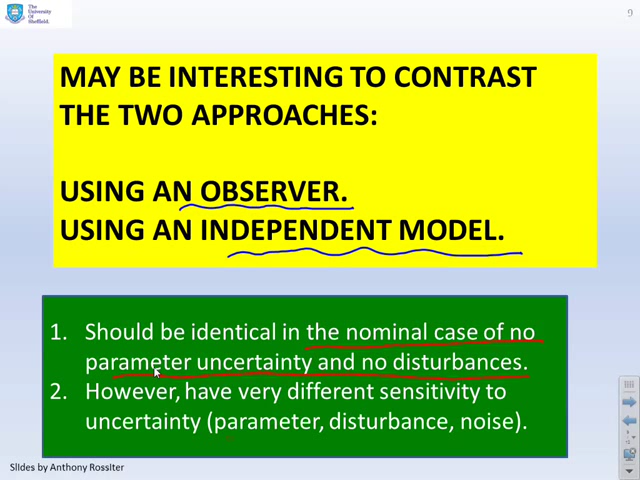 The
University
Of
Sheffield.
9
MAY BE INTERESTING TO CONTRAST
THE TWO APPROACHES:
USING AN OBSERVER.
USING AN INDEPENDENT MODEL.
1. Should be identical in the nominal case of no
parameter uncertainty and no disturbances.
2. However, have very different sensitivity to
uncertainty (parameter, disturbance, noise).
Slides by Anthony Rossiter